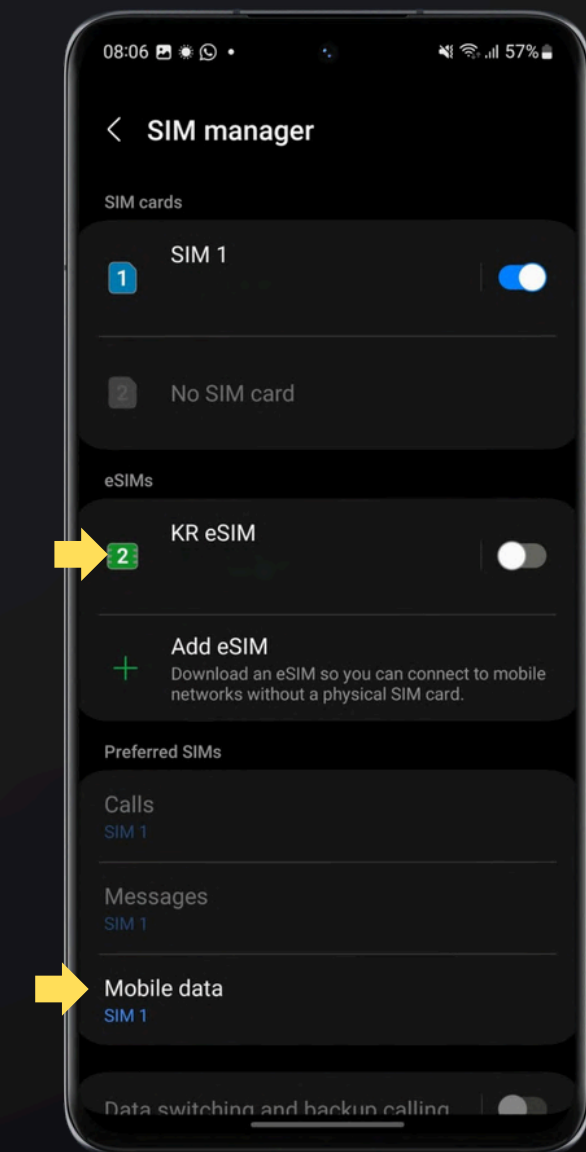 08:06 57%
SIM manager
SIM cards
1 SIM 1
2 No SIM card
eSIMs
2 KR eSIM
Add eSIM
Download an eSIM so you can connect to mobile
networks without a physical SIM card.
Preferred SIMs
Calls
SIM 1
Messages
SIM 1
Mobile data
SIM 1
Data switching and backup calling